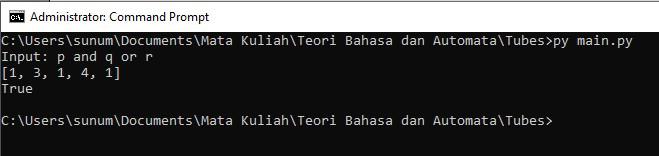 Administrator: Command Prompt
C:\Users\sunum\Documents\Mata Kuliah\Teori Bahasa dan Automata\Tubes>py main.py
Input: p and q or r
[1, 3, 1, 4, 1]
True
C:\Users\sunum\Documents\Mata Kuliah\Teori Bahasa dan Automata\Tubes>